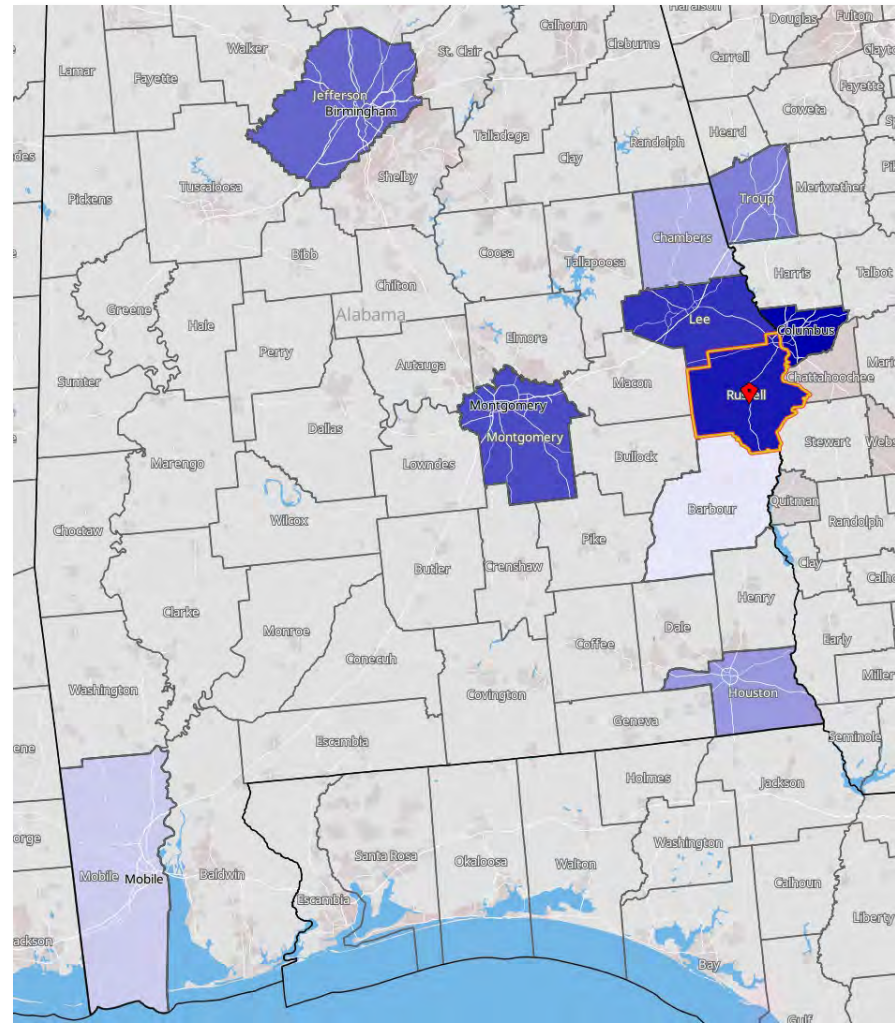 Haralson
Douglas
Fulton
Walker
Calhoun
St. Clair
Cleburne
Clayton
Carroll
Lamar
Fayette
Fayette
Jefferson
Birmingham
Coweta
Talladega
Heard
Randolph
Clay
Shelby
Tuscaloosa
Meriwether
Pickens
Troup
Chambers
Bibb
Coosa
Tallapoosa
Harris
Talbot
Chilton
Greene
Hale
Alabama
Lee
Elmore
Columbus
Perry
Autauga
Macon
Chattahoochee
Sumter
Russell
Montgomery
Dallas
Montgomery
Stewart
Marengo
Lowndes
Bullock
Barbour
Quitman
Wilcox
Randolph
Choctaw
Pike
Butler
Crenshaw
Clay
Henry
Clarke
Monroe
Coffee
Dale
Early
Conecuh
Washington
Covington
Miller
Houston
Geneva
Escambia
Seminole
Holmes
Jackson
Washington
Santa Rosa
Okaloosa
Walton
Mobile
Mobile
Baldwin
Calhoun
Escambia
Liberty
Bay
Gulf